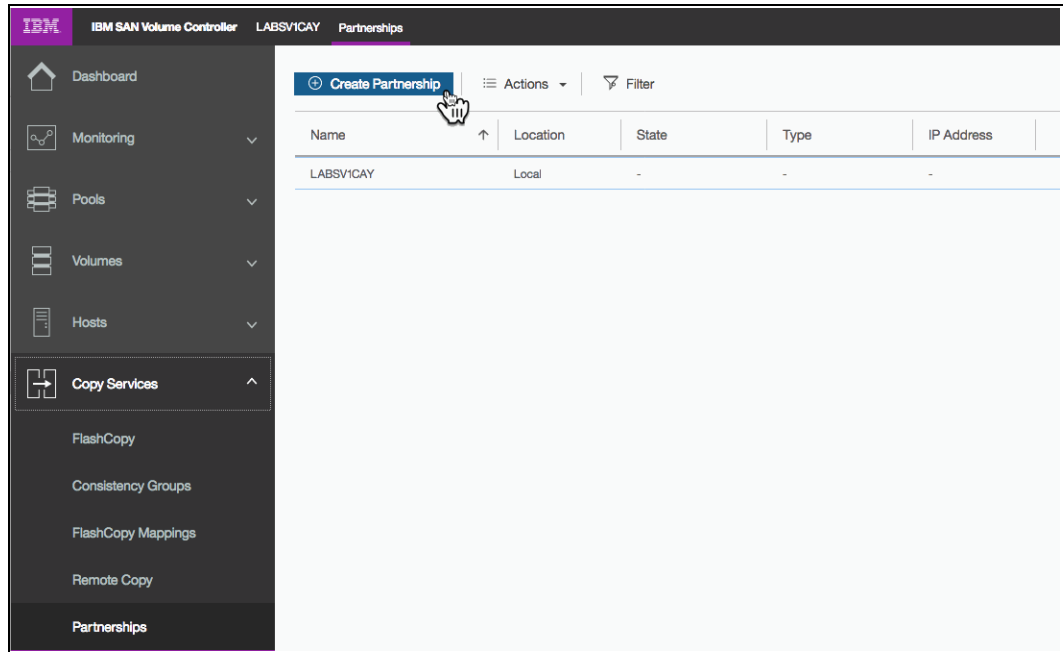 IBM IBM SAN Volume Controller LABSV1CAY Partnerships
Dashboard
Create Partnership Actions Filter
Monitoring
Name Location State Type IP Address
LABSV1CAY Local - - -
Pools
Volumes
Hosts
Copy Services
FlashCopy
Consistency Groups
FlashCopy Mappings
Remote Copy
Partnerships